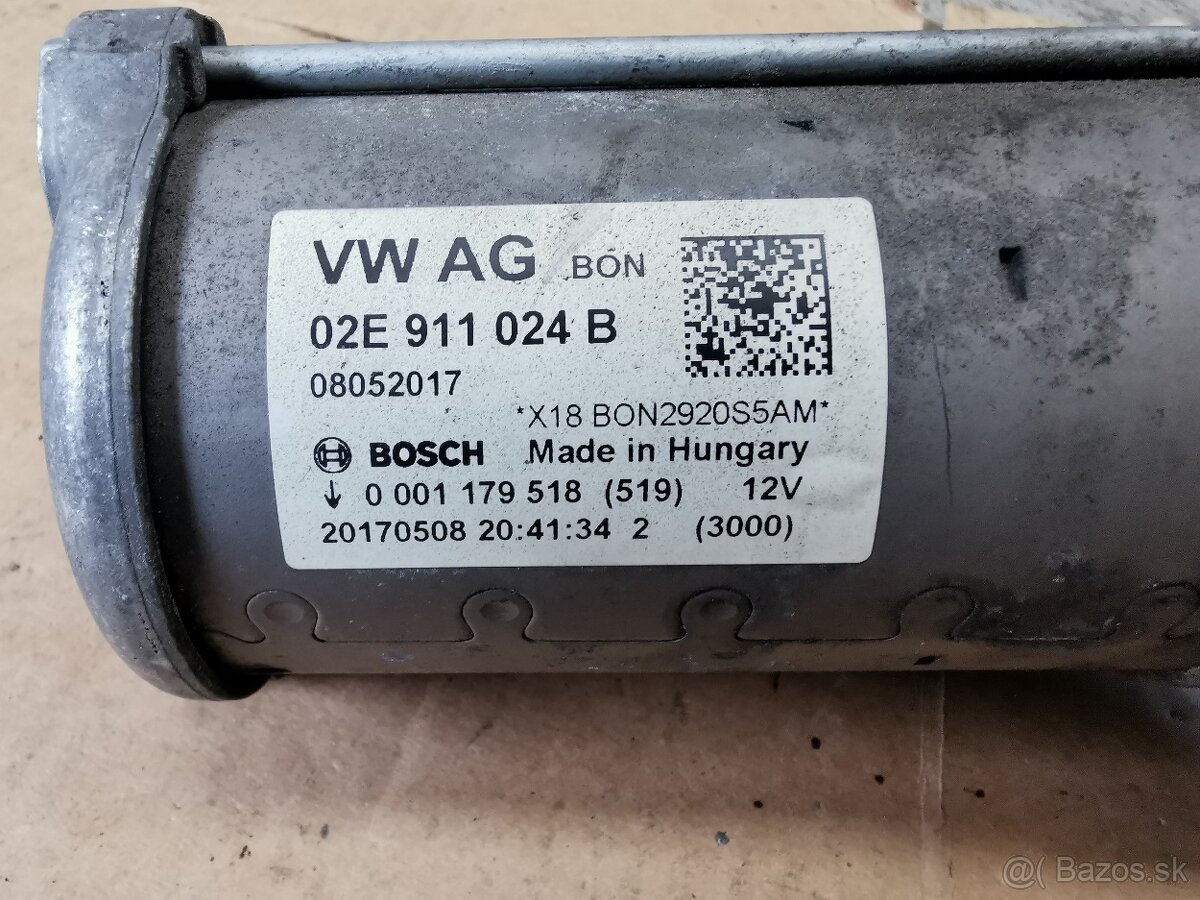 VW AG BON
02E 911 024 B
08052017
*X18 BON2920S5AM*
BOSCH Made in Hungary
↓ 0 001 179 518 (519) 12V
20170508 20:41:34 2 (3000)
@( Bazos.sk